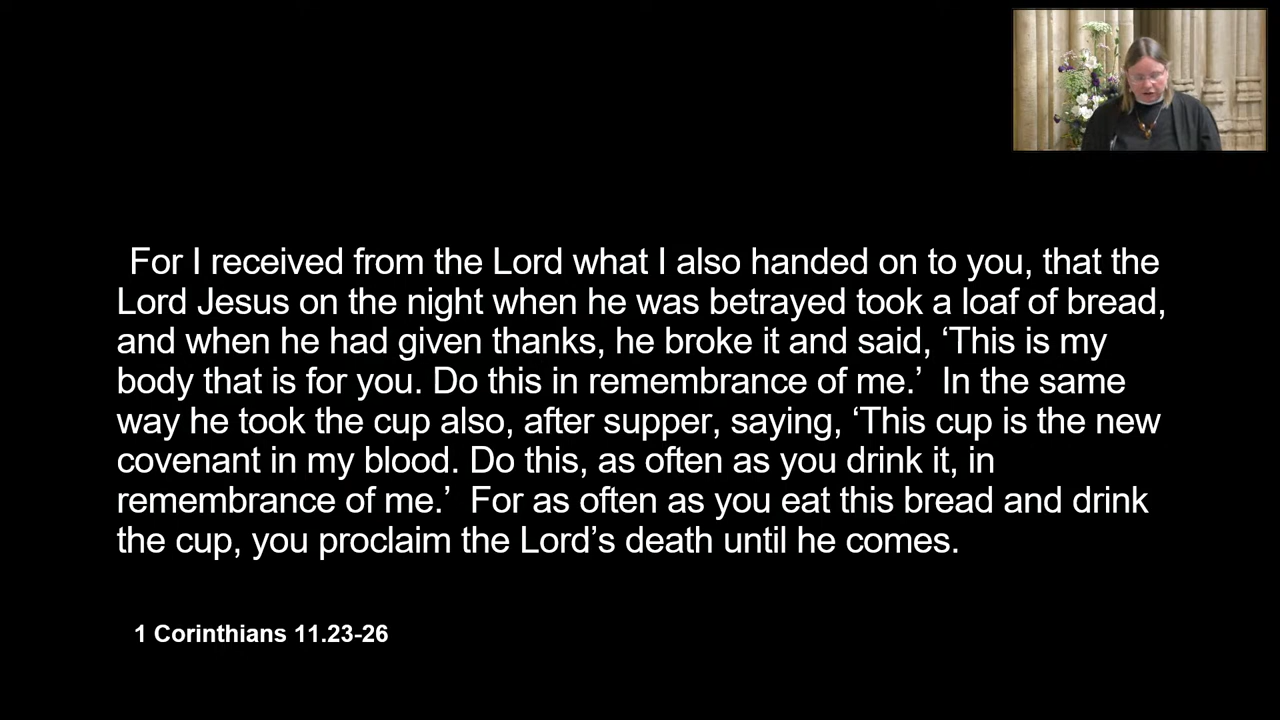 For I received from the Lord what I also handed on to you, that the
Lord Jesus on the night when he was betrayed took a loaf of bread,
and when he had given thanks, he broke it and said, ‘This is my
body that is for you. Do this in remembrance of me.’  In the same
way he took the cup also, after supper, saying, ‘This cup is the new
covenant in my blood. Do this, as often as you drink it, in
remembrance of me.’  For as often as you eat this bread and drink
the cup, you proclaim the Lord’s death until he comes.
1 Corinthians 11.23-26